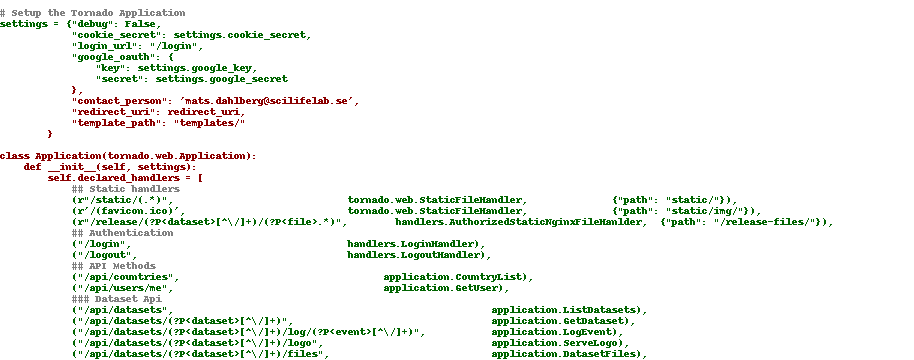 # Setup the Tornado Application
settings = {"debug": False,
"cookie_secret": settings.cookie_secret,
"login_url": "/login",
"google_oauth": {
"key": settings.google_key,
"secret": settings.google_secret
},
"contact_person": 'mats.dahlberg@scilifelab.se',
"redirect_uri": redirect_uri,
"template_path": "templates/"
}
class Application(tornado.web.Application):
def __init__(self, settings):
self.declared_handlers = [
## Static handlers
(r"/static/(.*)", tornado.web.StaticFileHandler, {"path": "static/"}),
(r'/(favicon.ico)', tornado.web.StaticFileHandler, {"path": "static/img/"}),
(r"/release/(?P<dataset>[^\/]+)/(?P<file>.*)", handlers.AuthorizedStaticNginxFileHanlder, {"path": "/release-files/"}),
## Authentication
("/login", handlers.LoginHandler),
("/logout", handlers.LogoutHandler),
## API Methods
("/api/countries", application.CountryList),
("/api/users/me", application.GetUser),
### Dataset Api
("/api/datasets", application.ListDatasets),
("/api/datasets/(?P<dataset>[^\/]+)", application.GetDataset),
("/api/datasets/(?P<dataset>[^\/]+)/log/(?P<event>[^\/]+)", application.LogEvent),
("/api/datasets/(?P<dataset>[^\/]+)/logo", application.ServeLogo),
("/api/datasets/(?P<dataset>[^\/]+)/files", application.DatasetFiles),